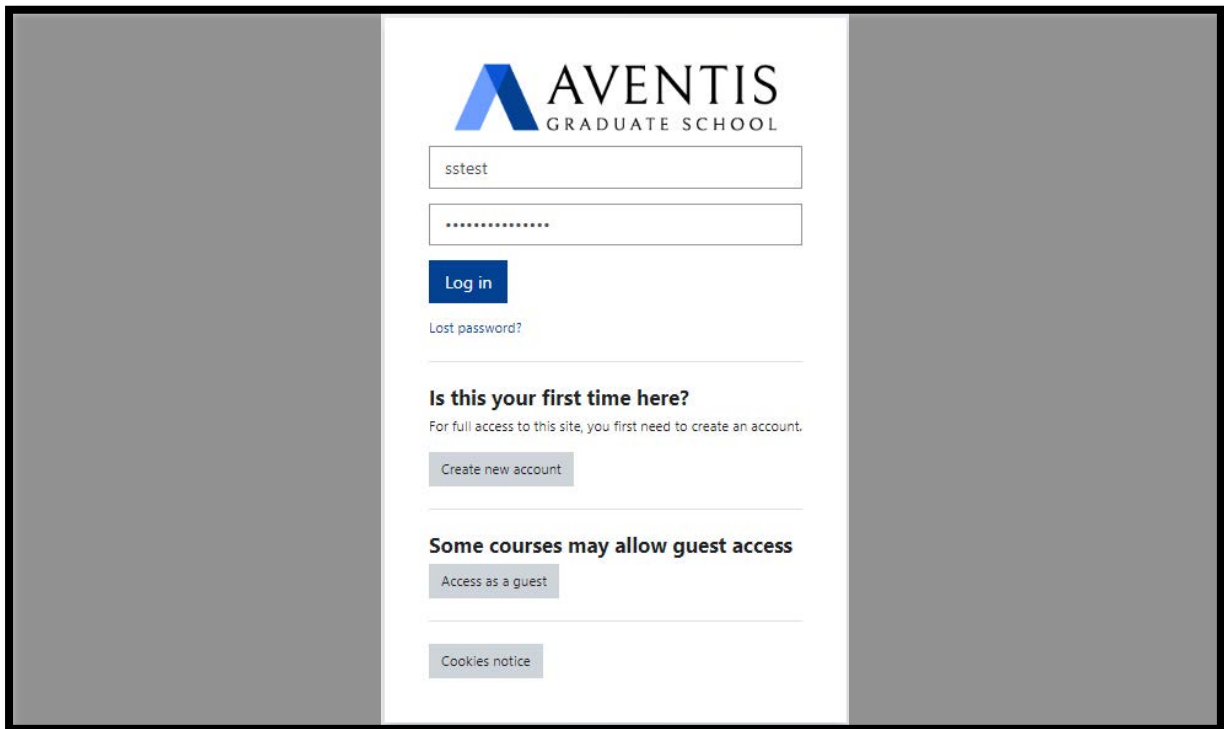 AVENTIS
GRADUATE SCHOOL
sstest
Log in
Lost password?
Is this your first time here?
For full access to this site, you first need to create an account.
Create new account
Some courses may allow guest access
Access as a guest
Cookies notice